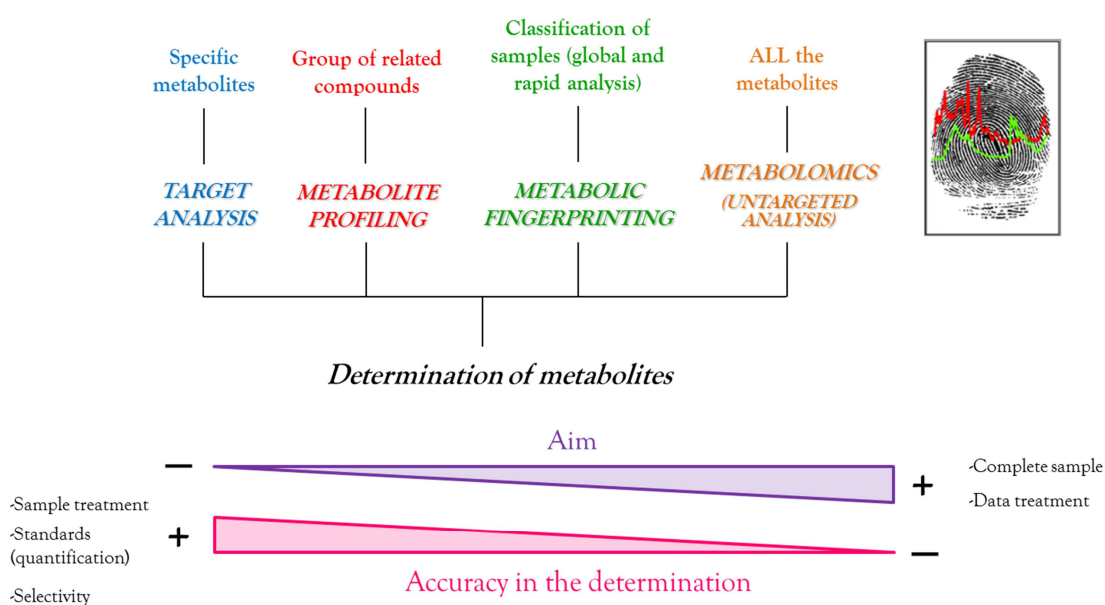 Specific
metabolites
Group of related
compounds
Classification of
samples (global and
rapid analysis)
ALL the
metabolites
TARGET
ANALYSIS
METABOLITE
PROFILING
METABOLIC
FINGERPRINTING
METABOLOMICS
(UNTARGETED
ANALYSIS)
Determination of metabolites
Aim
−
+
-Complete sample
-Data treatment
-Sample treatment
-Standards
(quantification)
-Selectivity
+
−
Accuracy in the determination